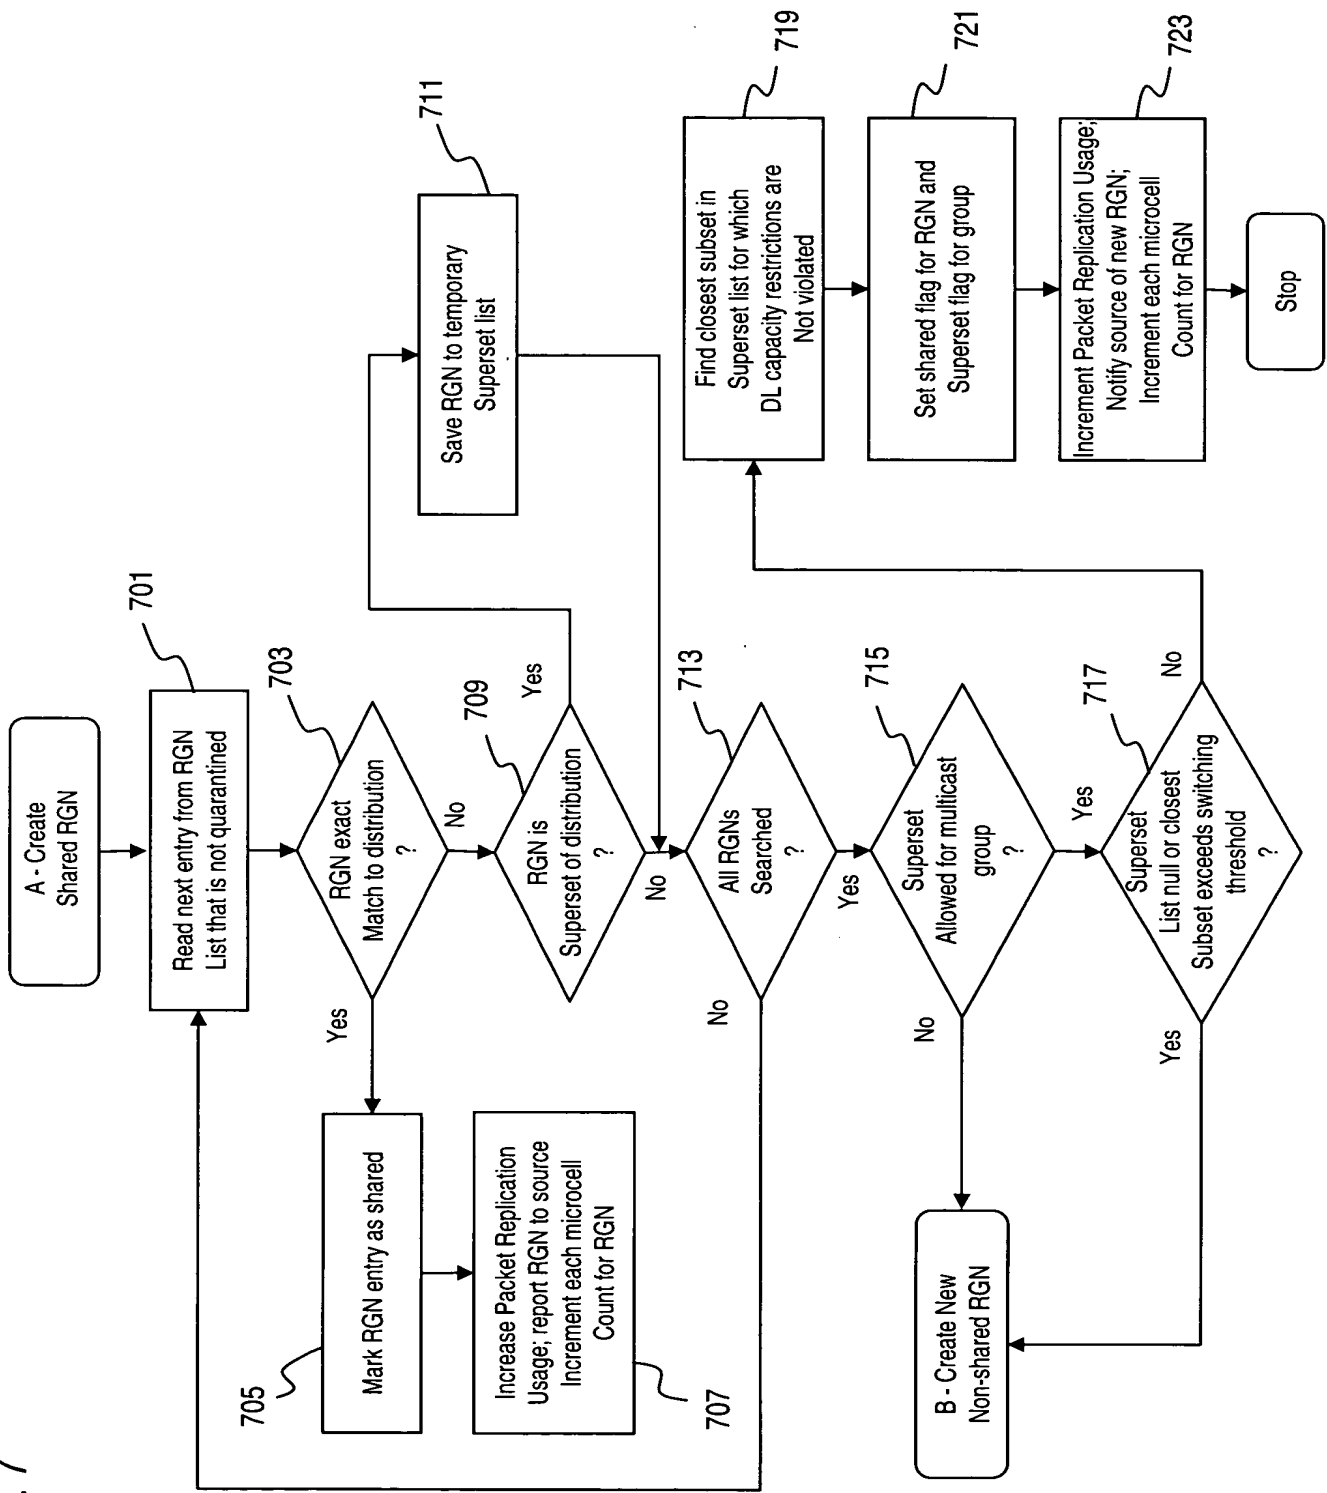 7
A - Create
Shared RGN
701
Read next entry from RGN
List that is not quarantined
703
RGN exact
Match to distribution
?
Yes
No
705
Mark RGN entry as shared
Increase Packet Replication
Usage; report RGN to source
Increment each microcell
Count for RGN
707
709
RGN is
Superset of distribution
?
Yes
No
711
Save RGN to temporary
Superset list
713
All RGNs
Searched
?
No
Yes
715
Superset
Allowed for multicast
group
?
No
Yes
717
Superset
List null or closest
Subset exceeds switching
threshold
?
Yes
No
B - Create New
Non-shared RGN
719
Find closest subset in
Superset list for which
DL capacity restrictions are
Not violated
721
Set shared flag for RGN and
Superset flag for group
723
Increment Packet Replication Usage;
Notify source of new RGN;
Increment each microcell
Count for RGN
Stop